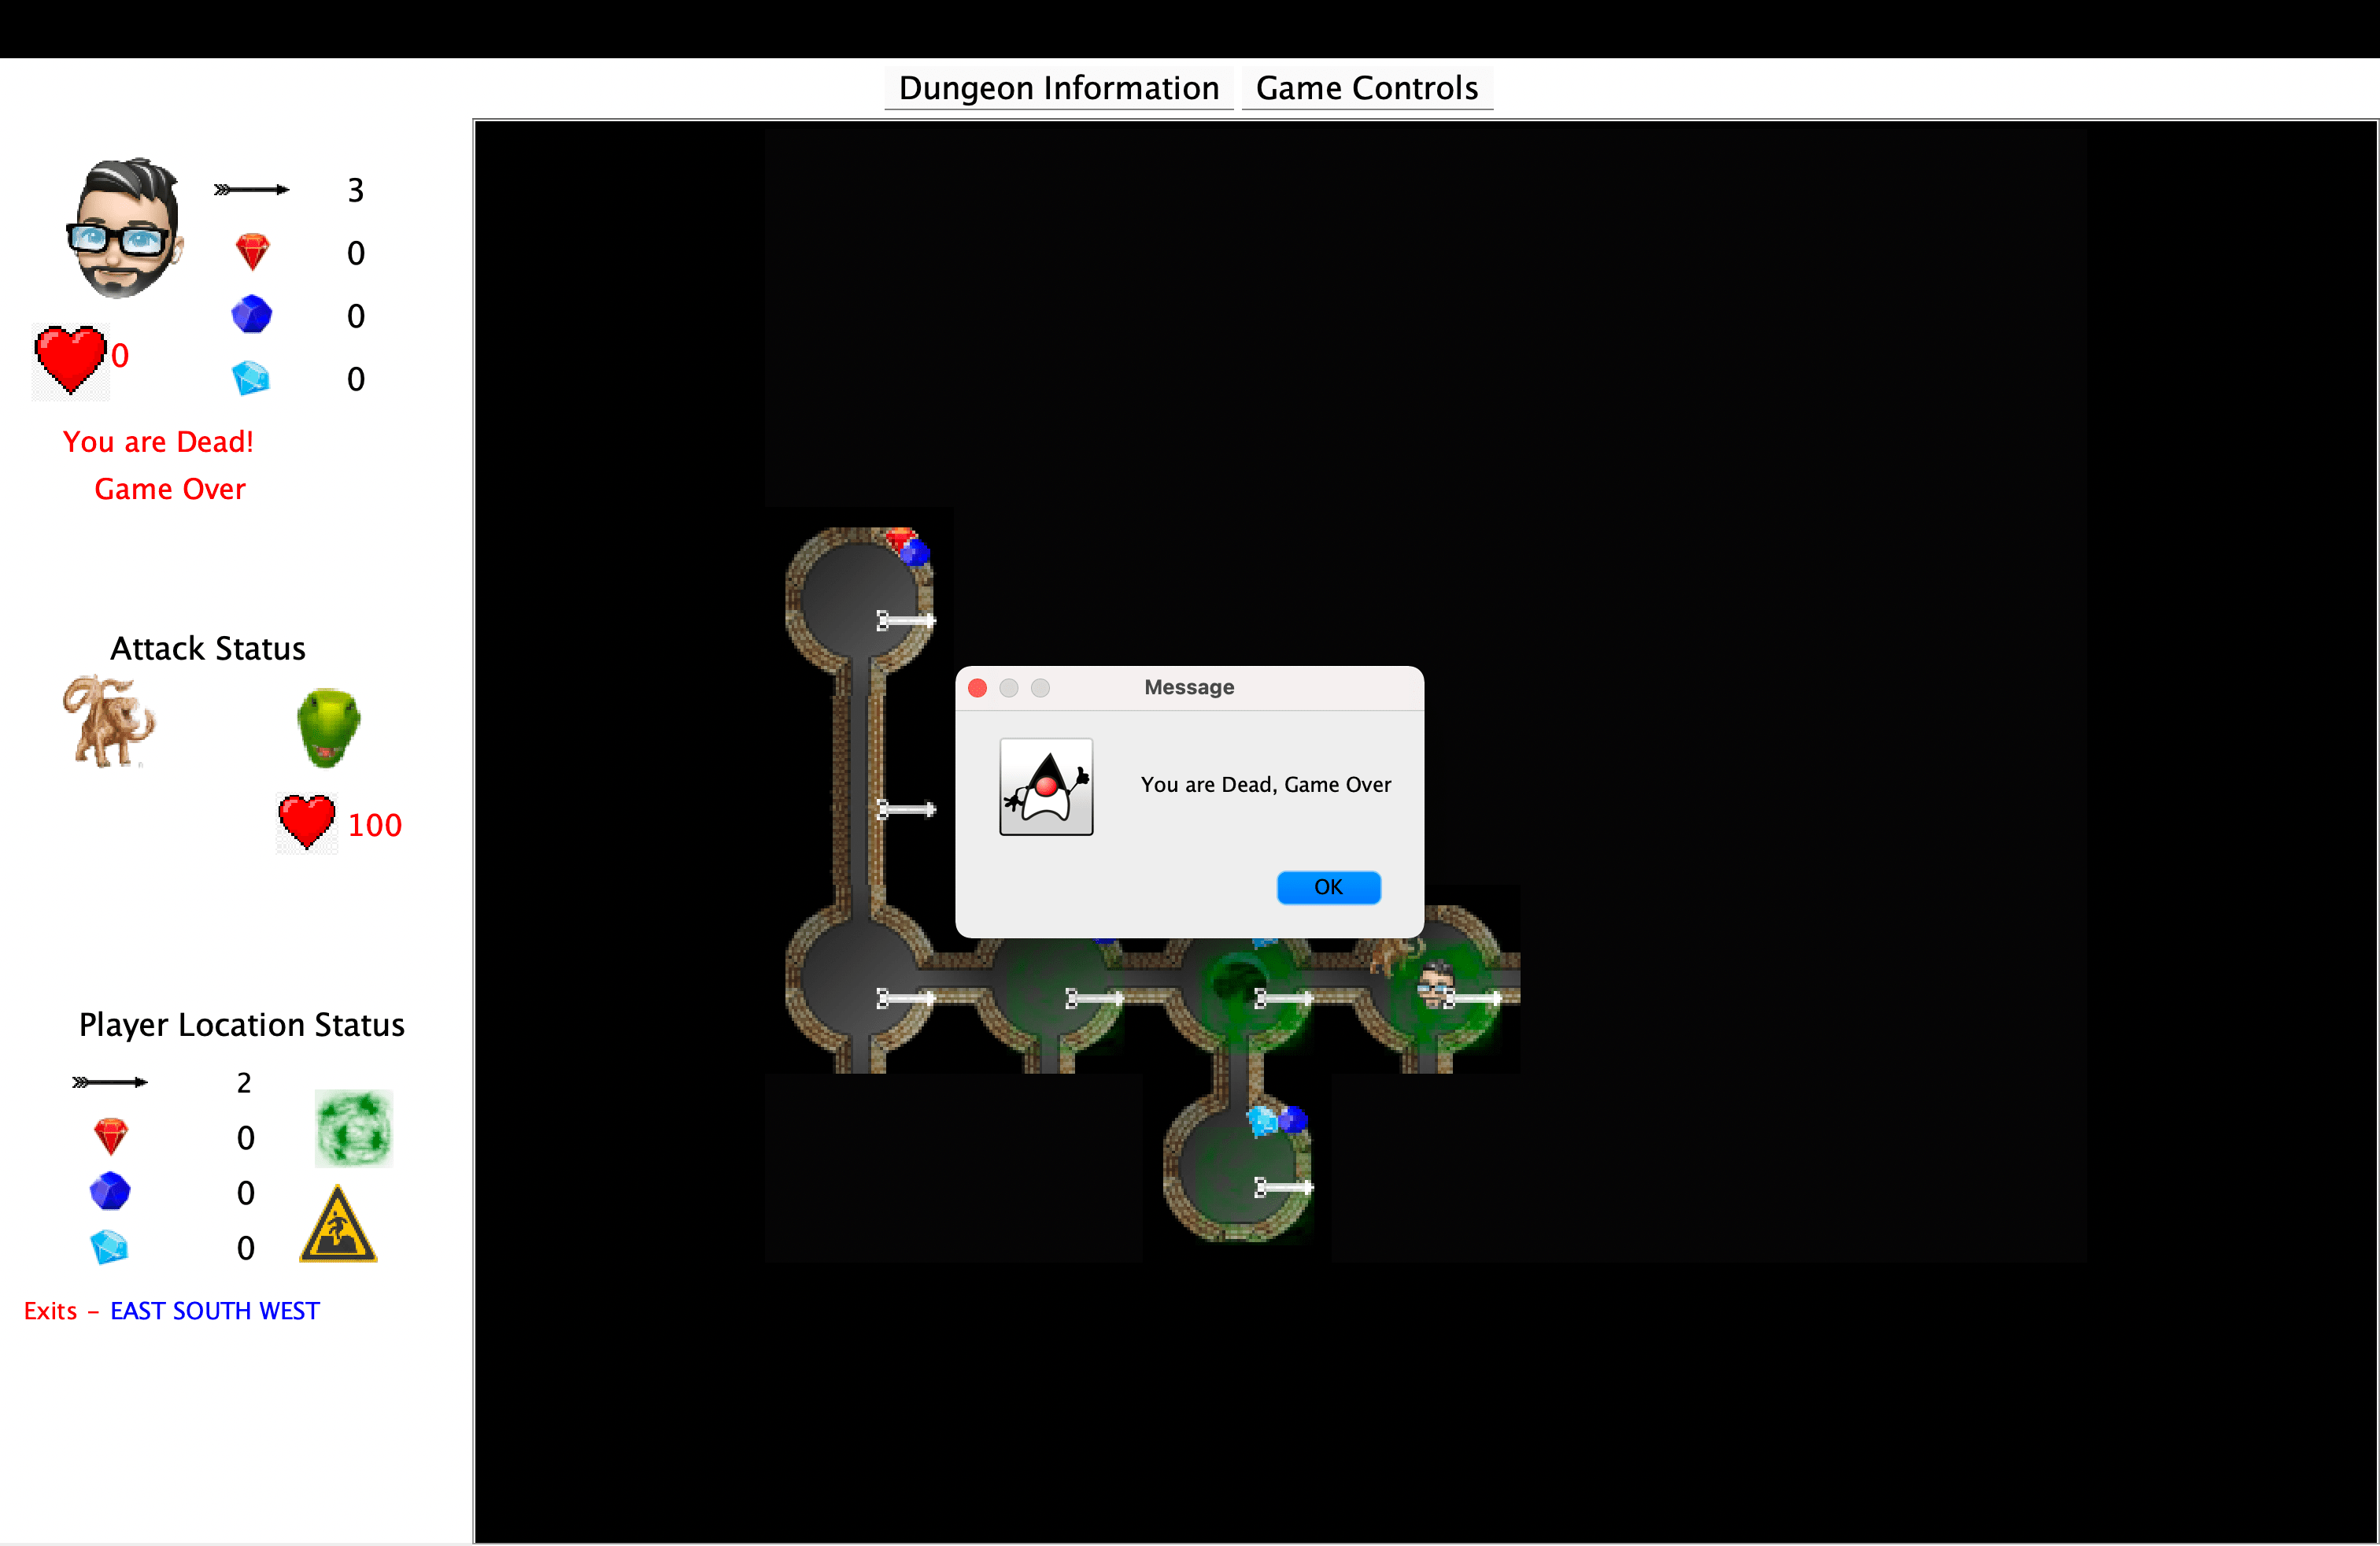 Dungeon Information Game Controls
3
0
0
0
0
You are Dead!
Game Over
Attack Status
100
Player Location Status
2
0
0
0
Exits - EAST SOUTH WEST
Message
You are Dead, Game Over
OK